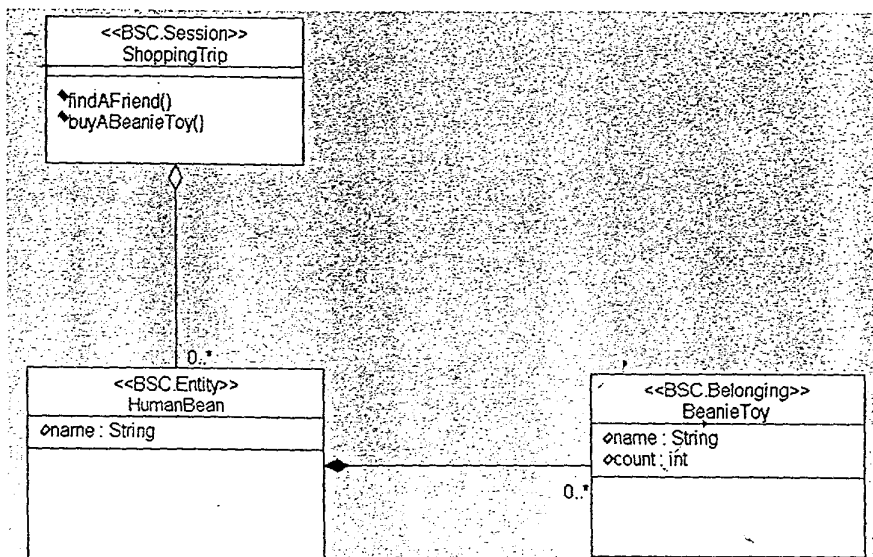 <<BSC.Session>>
ShoppingTrip
findAFriend()
buyABeanieToy()
0..*
<<BSC.Entity>>
HumanBean
name : String
<<BSC.Belonging>>
BeanieToy
name : String
count : int
0..*